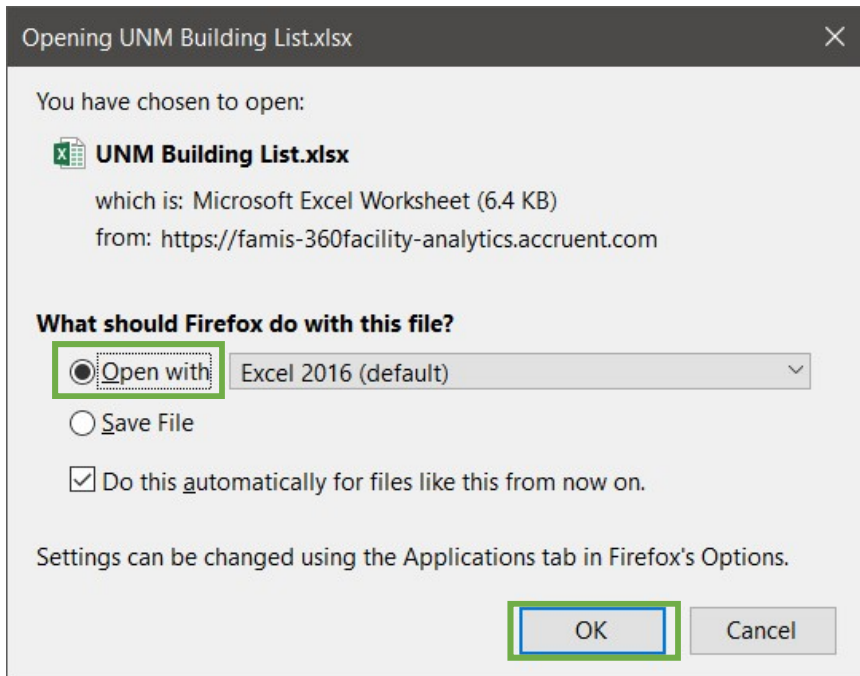 Opening UNM Building List.xlsx
You have chosen to open:
UNM Building List.xlsx
which is: Microsoft Excel Worksheet (6.4 KB)
from: https://famis-360facility-analytics.accruent.com
What should Firefox do with this file?
Open with Excel 2016 (default)
Save File
Do this automatically for files like this from now on.
Settings can be changed using the Applications tab in Firefox's Options.
OK Cancel